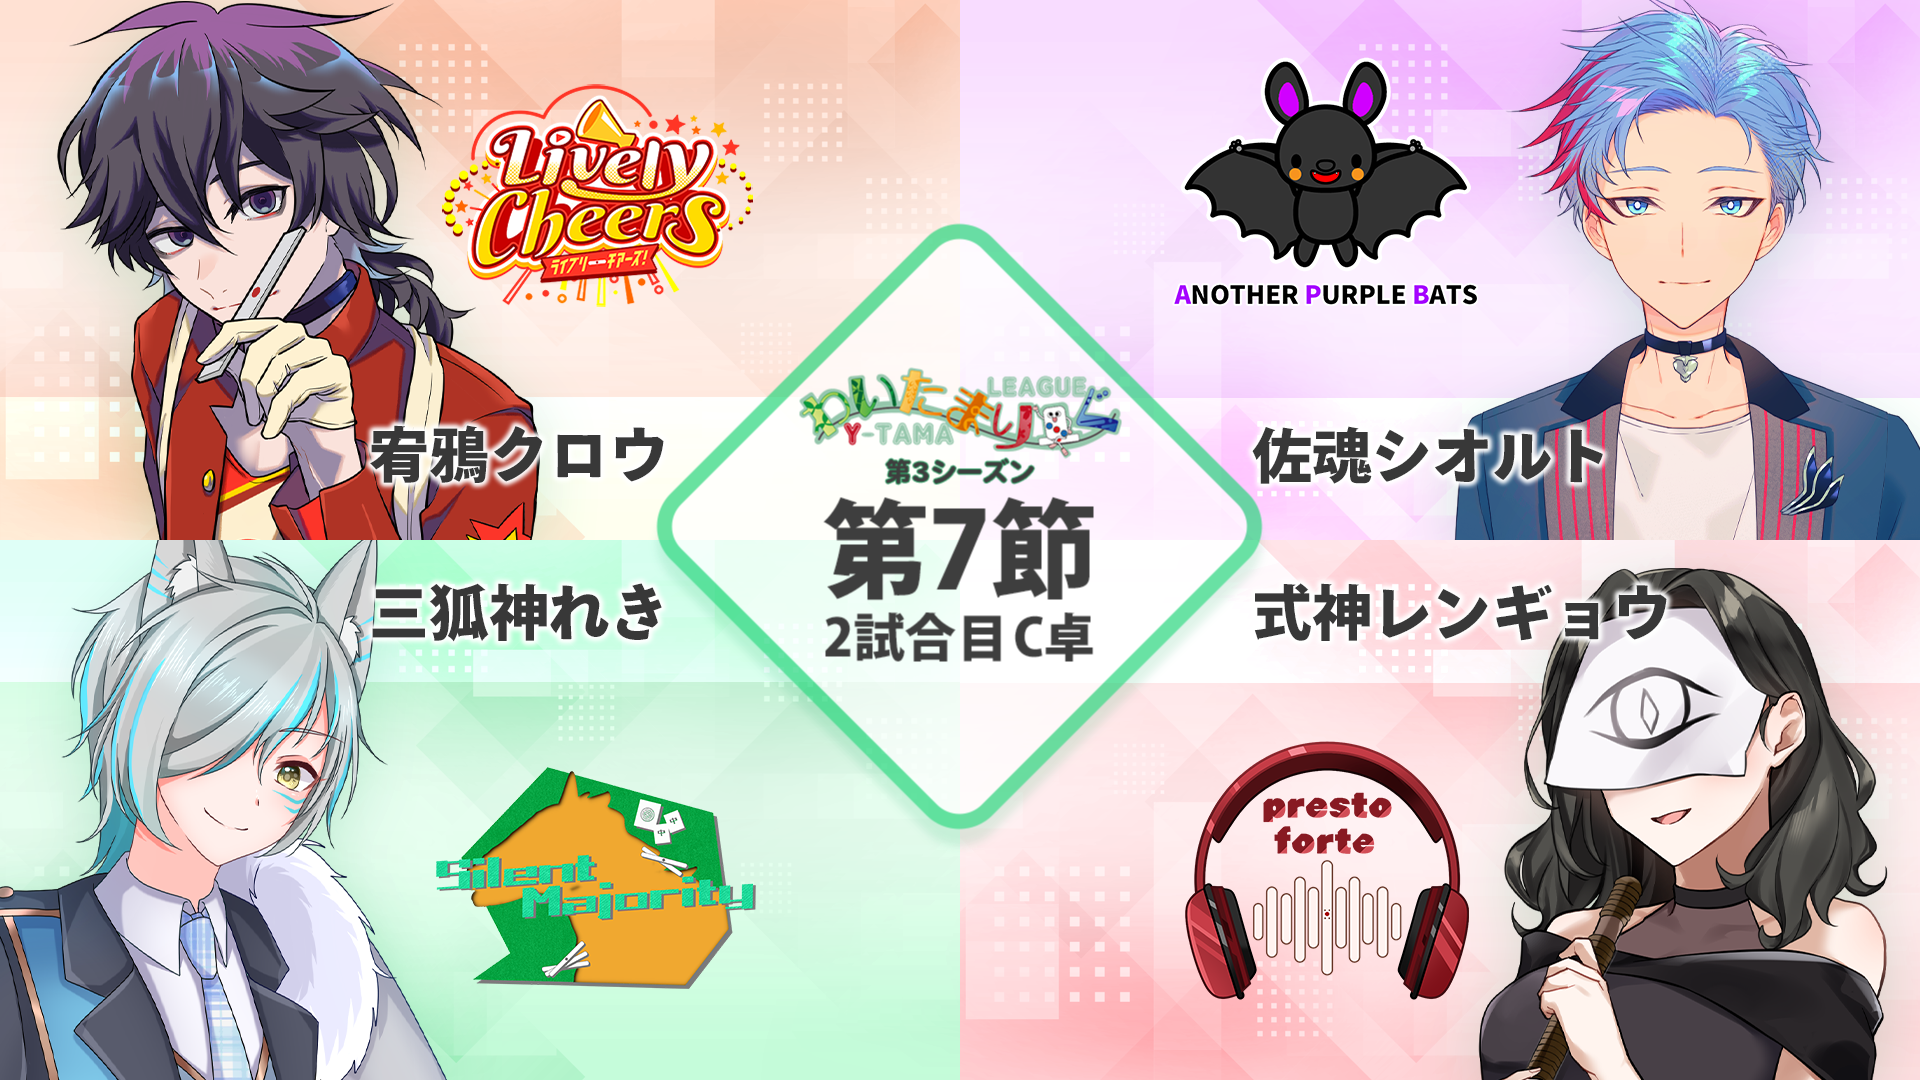 Lively
Cheers
ライブリーチアーズ!
宥鴉クロウ
ANOTHER PURPLE BATS
佐魂シオルト
わいたまりーぐ
LEAGUE
Y-TAMA
第3シーズン
第7節
2試合目 C卓
三狐神れき
Silent
Majority
中
中
式神レンギョウ
presto
forte